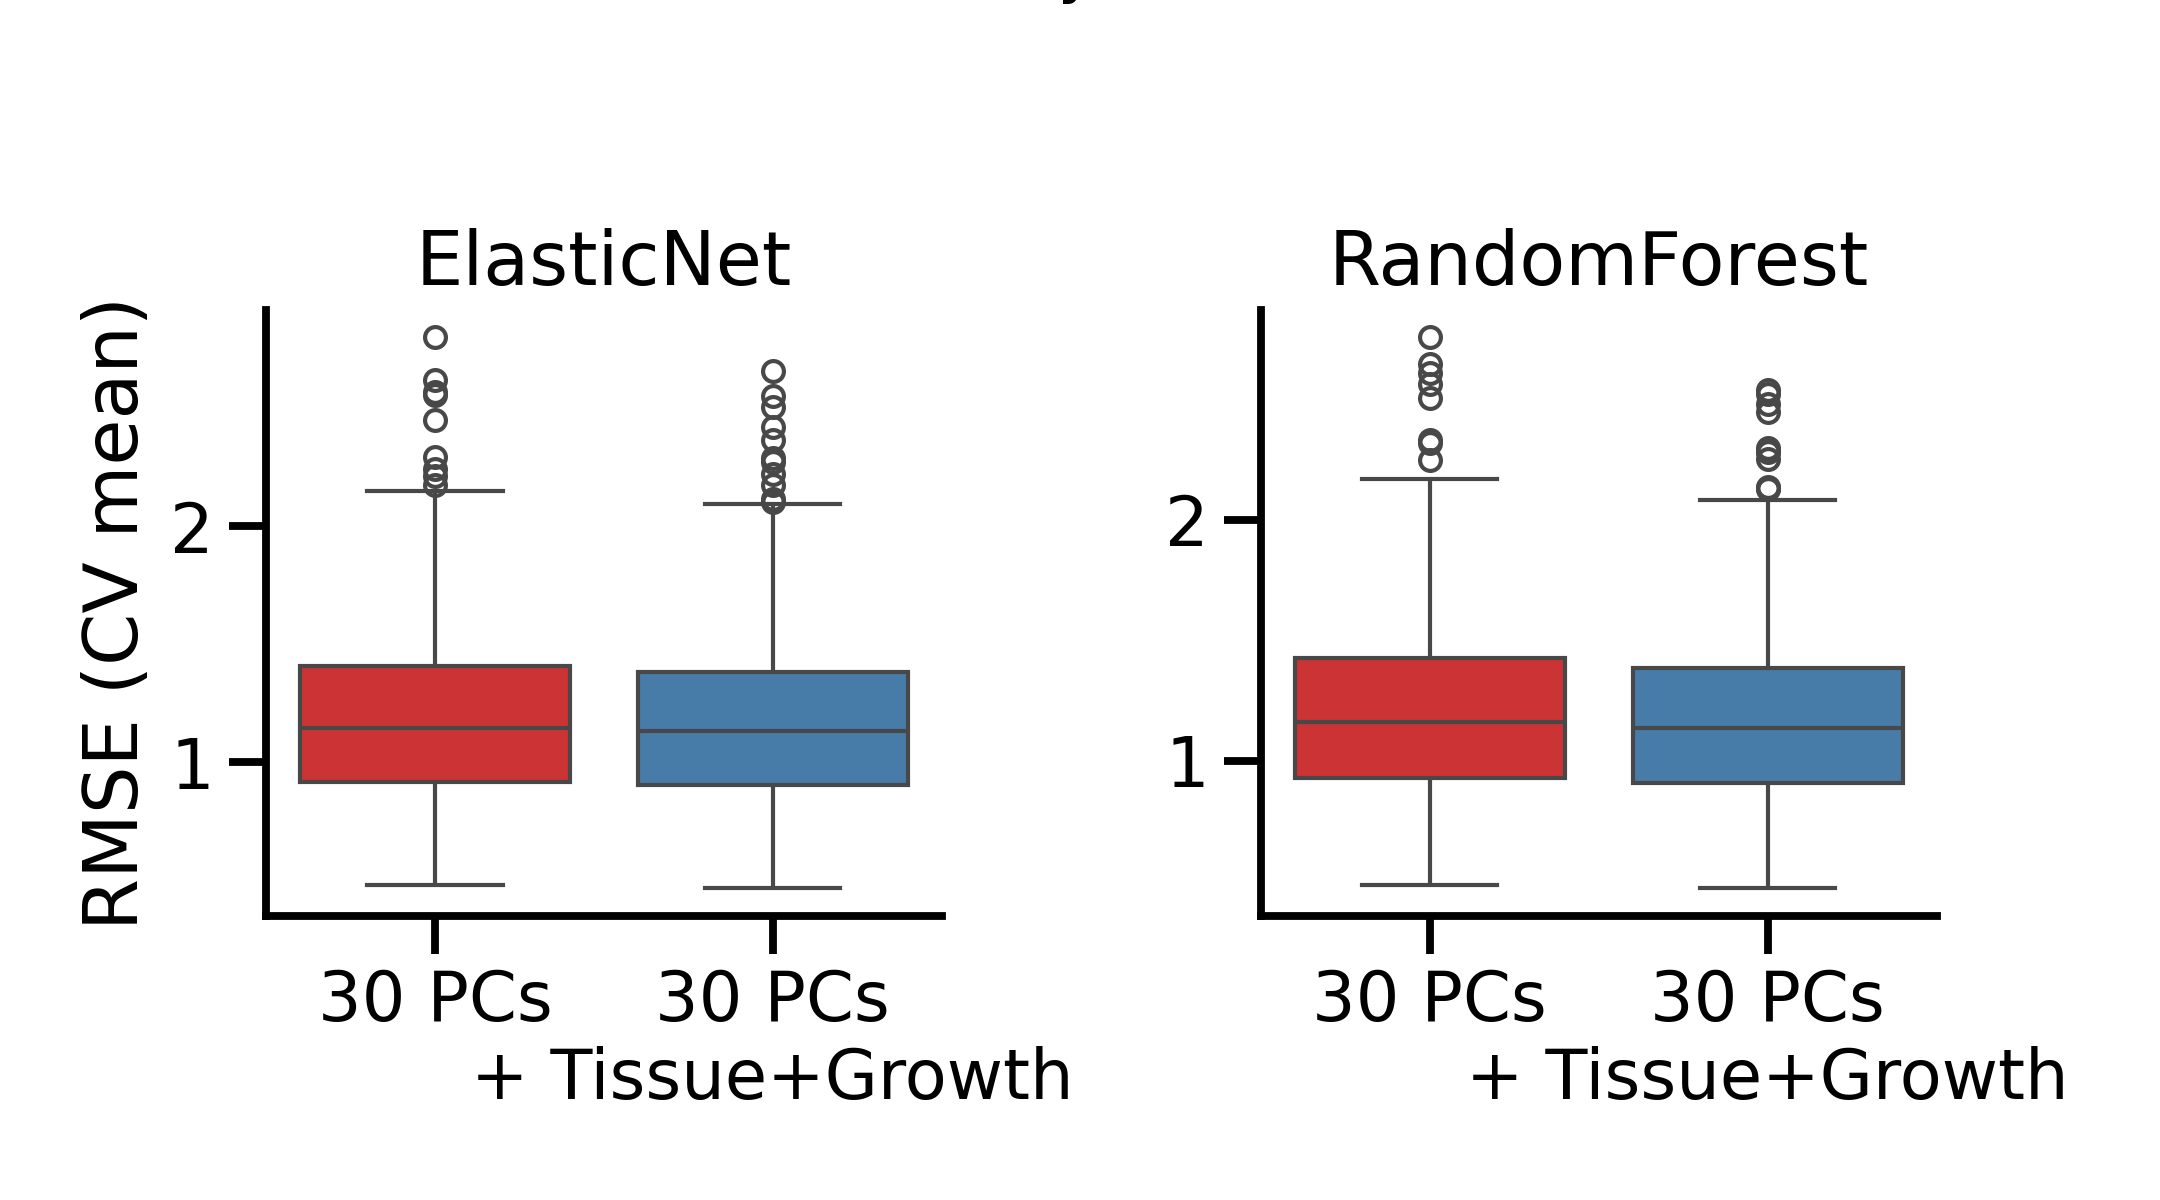 ElasticNet
RandomForest
RMSE (CV mean)
2
1
2
1
30 PCs
30 PCs
+ Tissue+Growth
30 PCs
30 PCs
+ Tissue+Growth